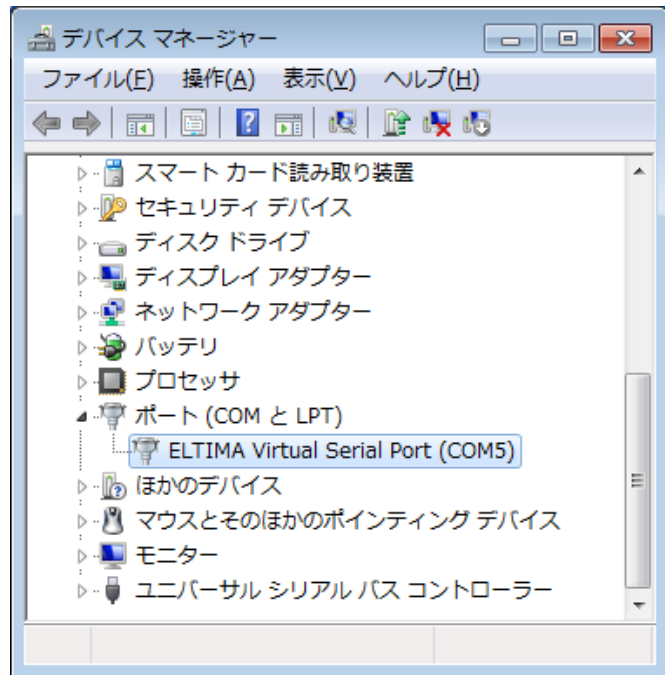 デバイス マネージャー
ファイル(F) 操作(A) 表示(V) ヘルプ(H)
スマート カード読み取り装置
セキュリティ デバイス
ディスク ドライブ
ディスプレイ アダプター
ネットワーク アダプター
バッテリ
プロセッサ
ポート (COM と LPT)
ELTIMA Virtual Serial Port (COM5)
ほかのデバイス
マウスとそのほかのポインティング デバイス
モニター
ユニバーサル シリアル バス コントローラー